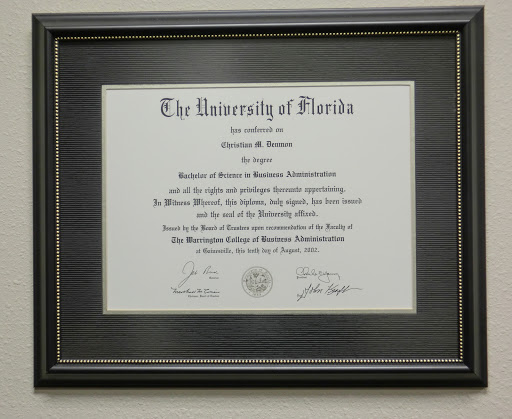 The University of Florida
has conferred on
Christian M. Denmon
the degree
Bachelor of Science in Business Administration
and all the rights and privileges thereunto appertaining.
In Witness Whereof, this diploma, duly signed, has been issued
and the seal of the University affixed.
Issued by the Board of Trustees upon recommendation of the Faculty of
The Warrington College of Business Administration
at Gainesville, this tenth day of August, 2002.